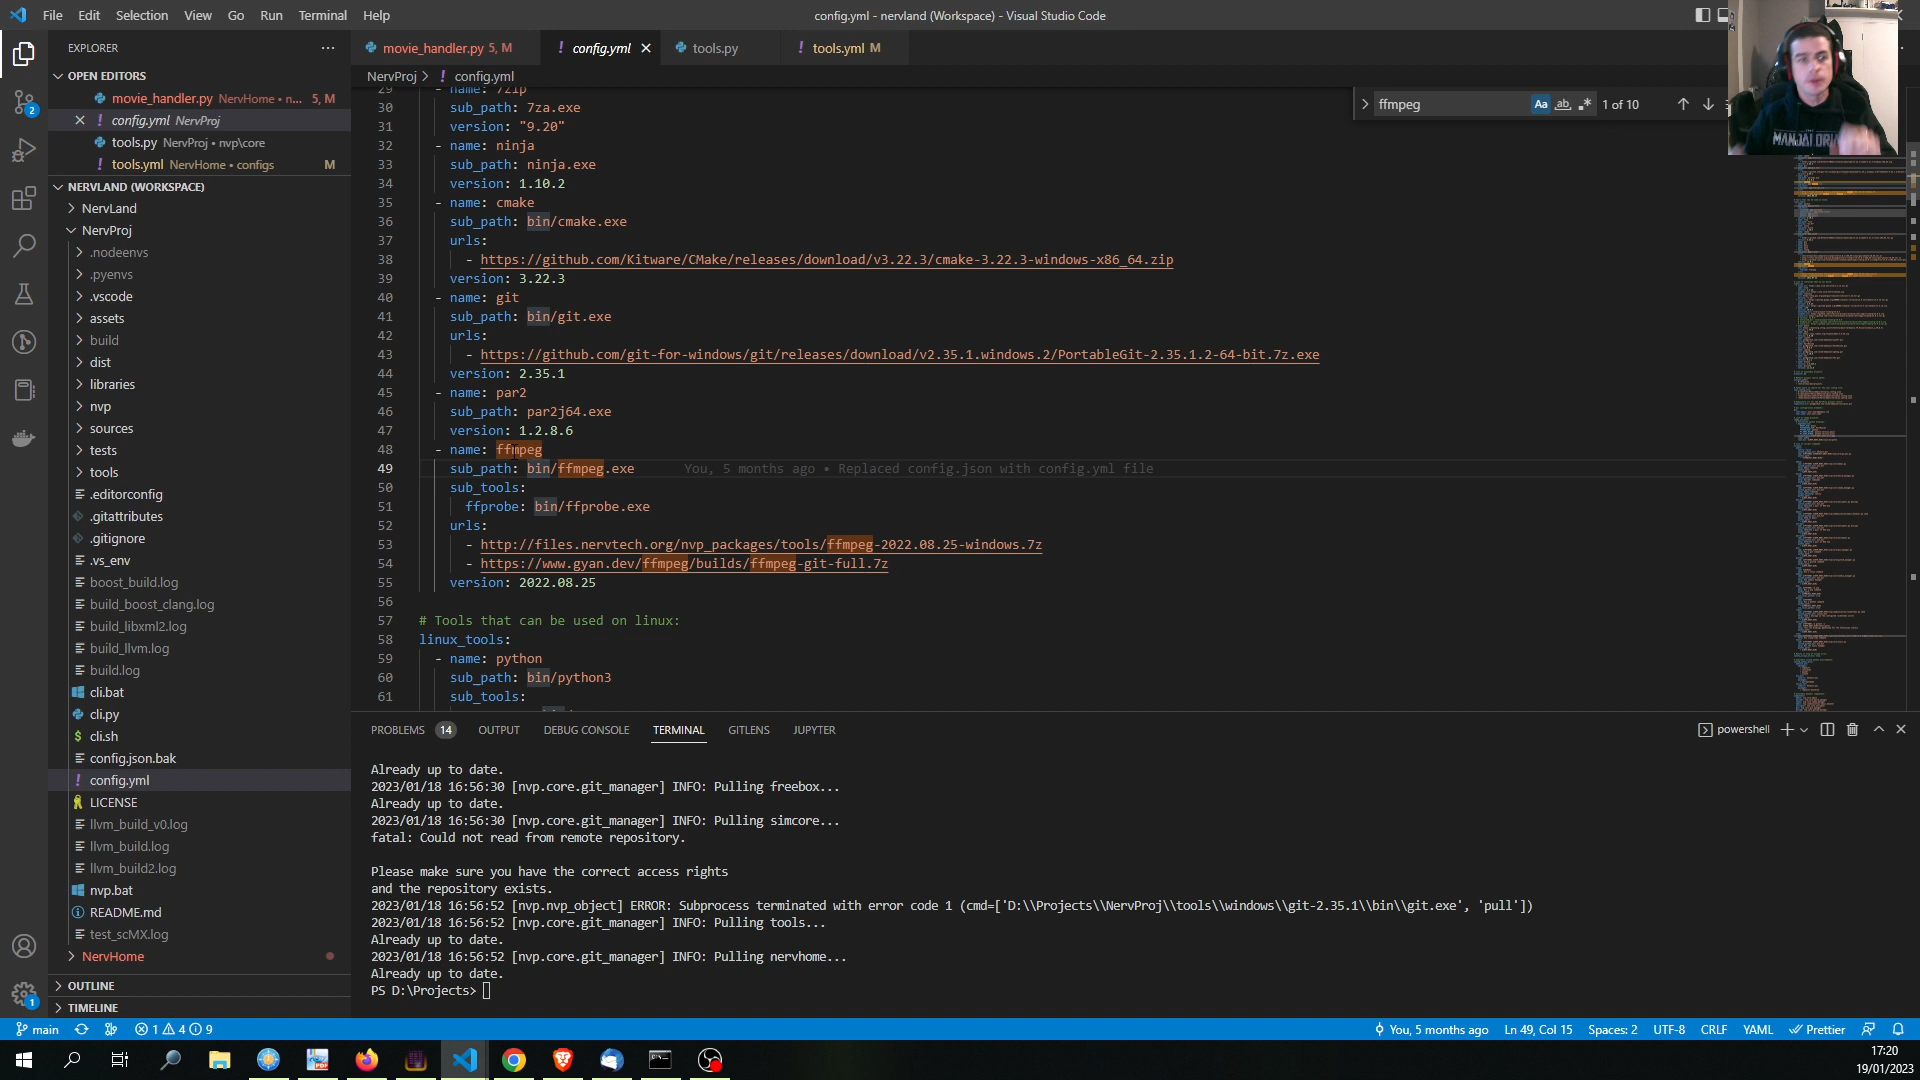 File Edit Selection View Go Run Terminal Help
config.yml - nervland (Workspace) - Visual Studio Code
EXPLORER
movie_handler.py 5, M
config.yml
tools.py
tools.yml M
OPEN EDITORS
NervProj > config.yml
movie_handler.py NervHome • n... 5, M
config.yml NervProj
tools.py NervProj • nvp\core
tools.yml NervHome • configs M
ffmpeg
Aa ab
1 of 10
MANDALORIAN
NERVLAND (WORKSPACE)
NervLand
NervProj
.nodeenvs
.pyenvs
.vscode
assets
build
dist
libraries
nvp
sources
tests
tools
.editorconfig
.gitattributes
.gitignore
.vs_env
boost_build.log
build_boost_clang.log
build_libxml2.log
build_llvm.log
build.log
cli.bat
cli.py
cli.sh
config.json.bak
config.yml
LICENSE
llvm_build_v0.log
llvm_build.log
llvm_build2.log
nvp.bat
README.md
test_scMX.log
NervHome
OUTLINE
TIMELINE
29 - name: 7zip
30 sub_path: 7za.exe
31 version: "9.20"
32 - name: ninja
33 sub_path: ninja.exe
34 version: 1.10.2
35 - name: cmake
36 sub_path: bin/cmake.exe
37 urls:
38 - https://github.com/Kitware/CMake/releases/download/v3.22.3/cmake-3.22.3-windows-x86_64.zip
39 version: 3.22.3
40 - name: git
41 sub_path: bin/git.exe
42 urls:
43 - https://github.com/git-for-windows/git/releases/download/v2.35.1.windows.2/PortableGit-2.35.1.2-64-bit.7z.exe
44 version: 2.35.1
45 - name: par2
46 sub_path: par2j64.exe
47 version: 1.2.8.6
48 - name: ffmpeg
49 sub_path: bin/ffmpeg.exe You, 5 months ago • Replaced config.json with config.yml file
50 sub_tools:
51 ffprobe: bin/ffprobe.exe
52 urls:
53 - http://files.nervtech.org/nvp_packages/tools/ffmpeg-2022.08.25-windows.7z
54 - https://www.gyan.dev/ffmpeg/builds/ffmpeg-git-full.7z
55 version: 2022.08.25
56
57 # Tools that can be used on linux:
58 linux_tools:
59 - name: python
60 sub_path: bin/python3
61 sub_tools:
PROBLEMS 14 OUTPUT DEBUG CONSOLE TERMINAL GITLENS JUPYTER
powershell
Already up to date.
2023/01/18 16:56:30 [nvp.core.git_manager] INFO: Pulling freebox...
Already up to date.
2023/01/18 16:56:30 [nvp.core.git_manager] INFO: Pulling simcore...
fatal: Could not read from remote repository.
Please make sure you have the correct access rights
and the repository exists.
2023/01/18 16:56:52 [nvp.nvp_object] ERROR: Subprocess terminated with error code 1 (cmd=['D:\\Projects\\NervProj\\tools\\windows\\git-2.35.1\\bin\\git.exe', 'pull'])
2023/01/18 16:56:52 [nvp.core.git_manager] INFO: Pulling tools...
Already up to date.
2023/01/18 16:56:52 [nvp.core.git_manager] INFO: Pulling nervhome...
Already up to date.
PS D:\Projects>
2
1
main 1 4 9
You, 5 months ago Ln 49, Col 15 Spaces: 2 UTF-8 CRLF YAML Prettier
17:20
19/01/2023